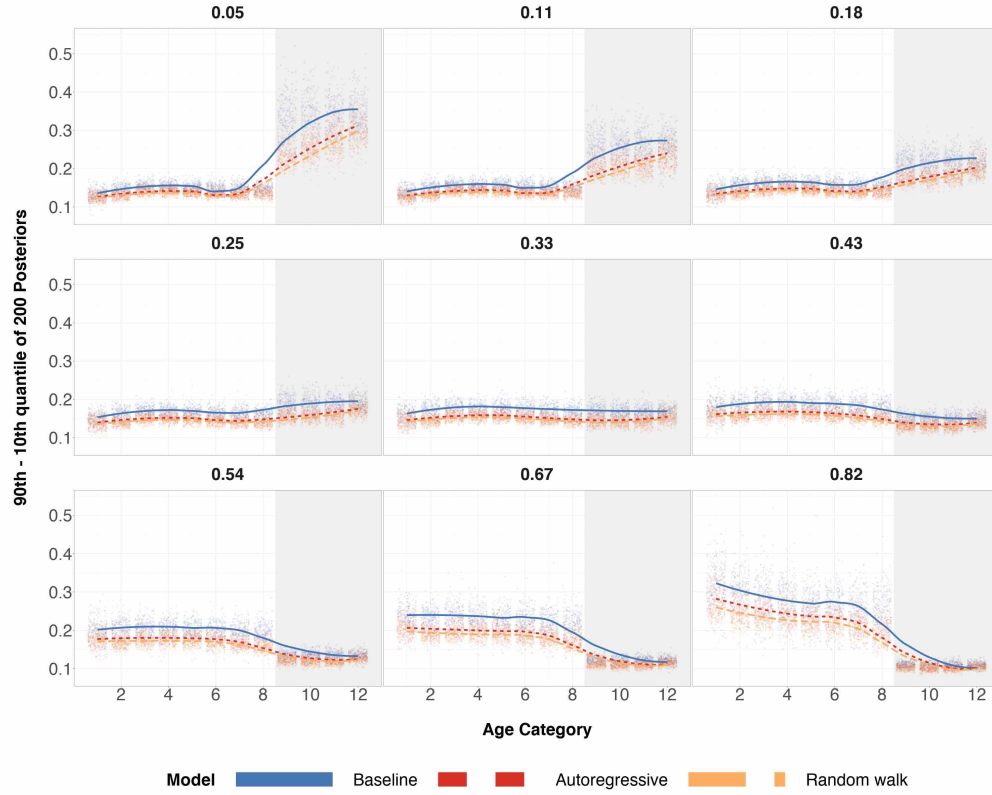 0.05 0.11 0.18
0.5
0.4
0.3
0.2
0.1
0.25 0.33 0.43
0.5
0.4
0.3
0.2
0.1
0.54 0.67 0.82
0.5
0.4
0.3
0.2
0.1
2 4 6 8 10 12 2 4 6 8 10 12 2 4 6 8 10 12
90th - 10th quantile of 200 Posteriors
Age Category
Model Baseline Autoregressive Random walk